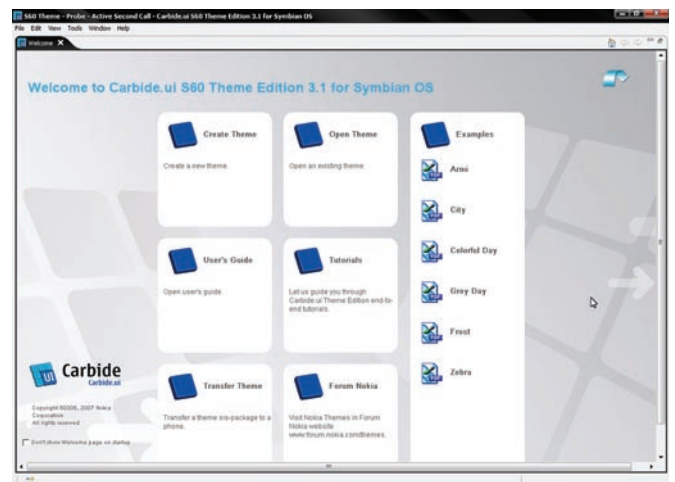 S60 Theme - Probe - Active Second Call - Carbide.ui S60 Theme Edition 3.1 for Symbian OS
File Edit View Tools Window Help
Welcome
Welcome to Carbide.ui S60 Theme Edition 3.1 for Symbian OS
Create Theme
Create a new theme.
Open Theme
Open an existing theme.
Examples
Armi
City
Colorful Day
Grey Day
Frost
Zebra
User's Guide
Open user's guide.
Tutorials
Let us guide you through
Carbide.ui Theme Edition end-to-
end tutorials.
Transfer Theme
Transfer a theme sis-package to a
phone.
Forum Nokia
Visit Nokia Themes in Forum
Nokia website
www.forum.nokia.com/themes.
UI
Carbide
Carbide.ui
Copyright ©2005, 2007 Nokia
Corporation
All rights reserved
Don't show Welcome page on startup